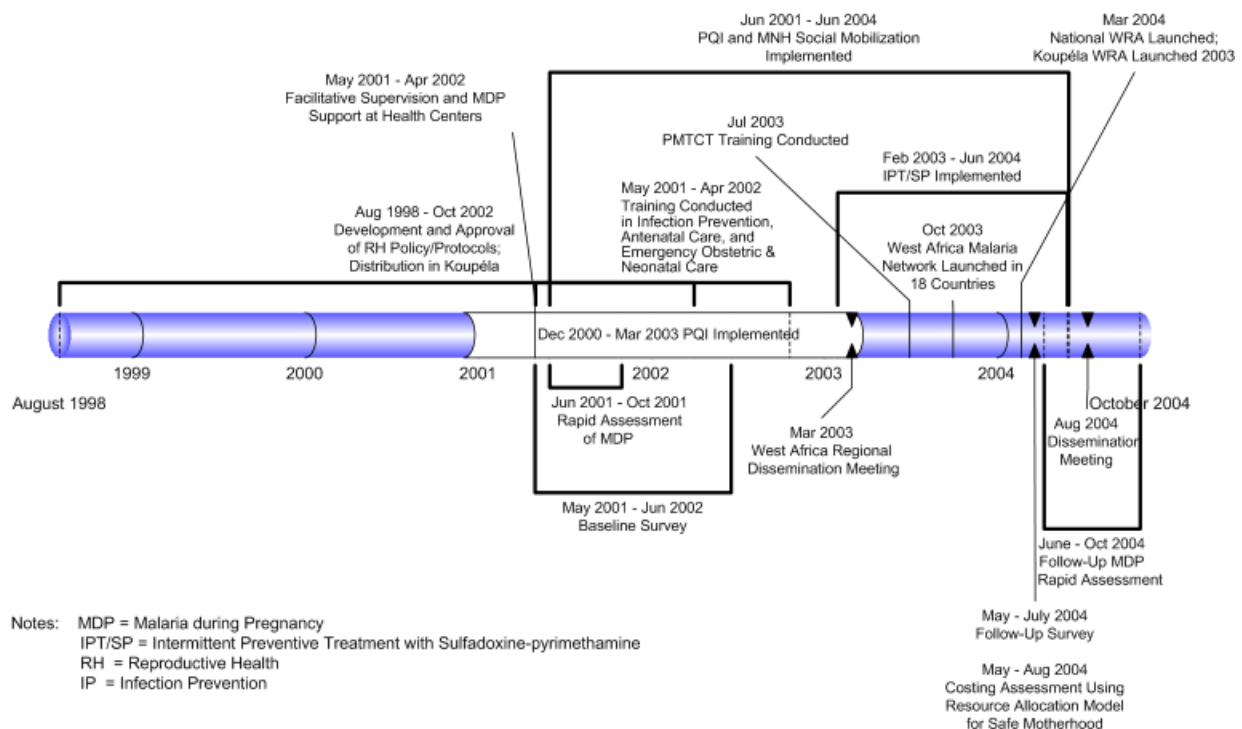 Jun 2001 - Jun 2004
PQI and MNH Social Mobilization
Implemented
Mar 2004
National WRA Launched;
Koupéla WRA Launched 2003
May 2001 - Apr 2002
Facilitative Supervision and MDP
Support at Health Centers
Jul 2003
PMTCT Training Conducted
Feb 2003 - Jun 2004
IPT/SP Implemented
May 2001 - Apr 2002
Training Conducted
in Infection Prevention,
Antenatal Care, and
Emergency Obstetric &
Neonatal Care
Aug 1998 - Oct 2002
Development and Approval
of RH Policy/Protocols;
Distribution in Koupéla
Oct 2003
West Africa Malaria
Network Launched in
18 Countries
Dec 2000 - Mar 2003 PQI Implemented
1999
2000
2001
2002
2003
2004
August 1998
October 2004
Jun 2001 - Oct 2001
Rapid Assessment
of MDP
Mar 2003
West Africa Regional
Dissemination Meeting
Aug 2004
Dissemination
Meeting
May 2001 - Jun 2002
Baseline Survey
June - Oct 2004
Follow-Up MDP
Rapid Assessment
May - July 2004
Follow-Up Survey
May - Aug 2004
Costing Assessment Using
Resource Allocation Model
for Safe Motherhood
Notes: MDP = Malaria during Pregnancy
IPT/SP = Intermittent Preventive Treatment with Sulfadoxine-pyrimethamine
RH = Reproductive Health
IP = Infection Prevention